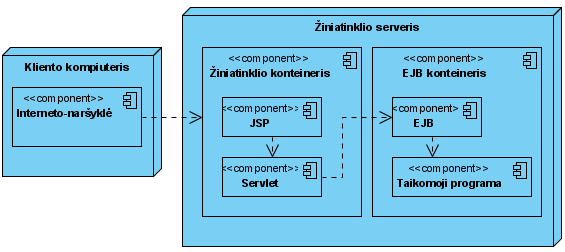 Žiniatinklio serveris
Kliento kompiuteris
<<component>>
Interneto-naršyklė
<<component>>
Žiniatinklio konteineris
<<component>>
JSP
<<component>>
Servlet
<<component>>
EJB konteineris
<<component>
EJB
<<component>>
Taikomoji programa